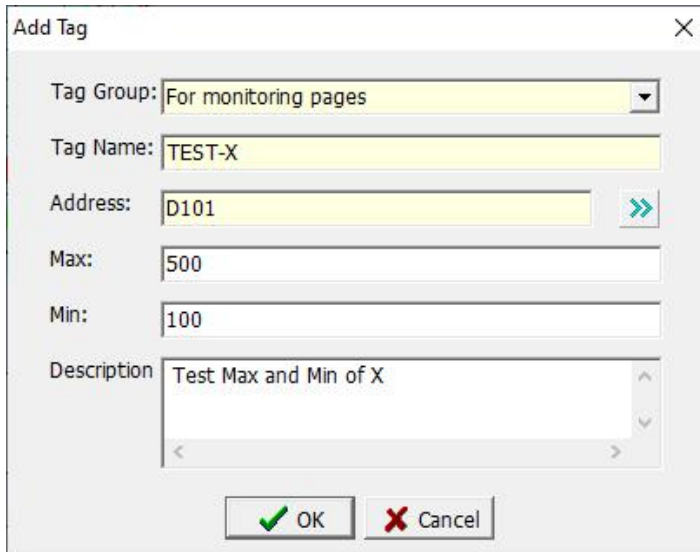 Add Tag
Tag Group: For monitoring pages
Tag Name: TEST-X
Address: D101
Max: 500
Min: 100
Description Test Max and Min of X
OK Cancel